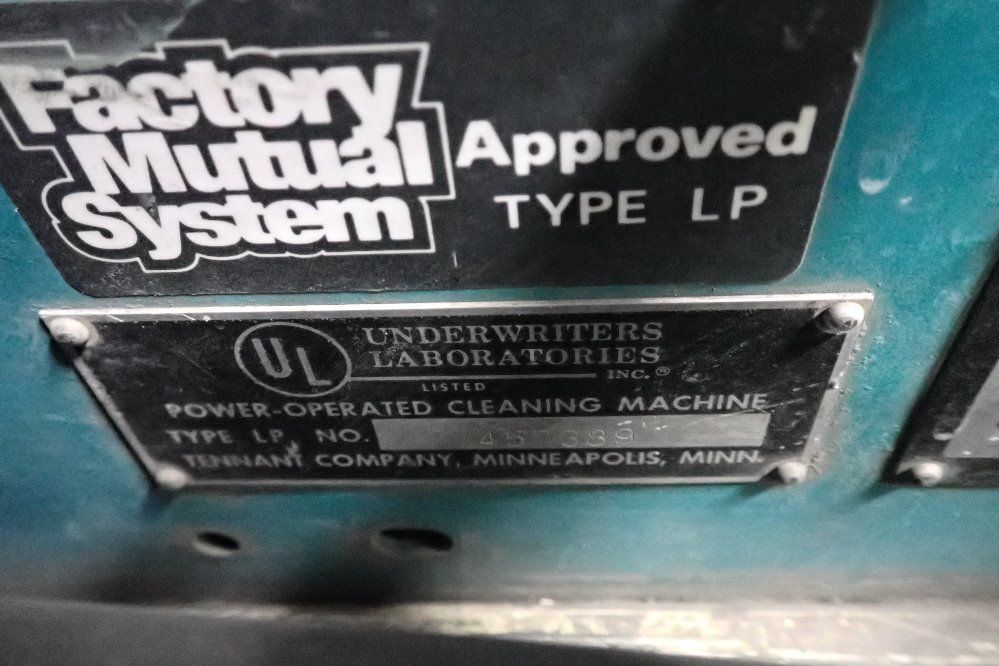 Factory
Mutual
System
Approved
TYPE LP
UL
UNDERWRITERS
LABORATORIES
INC.®
LISTED
POWER-OPERATED CLEANING MACHINE
TYPE LP NO.
TENNANT COMPANY, MINNEAPOLIS, MINN.